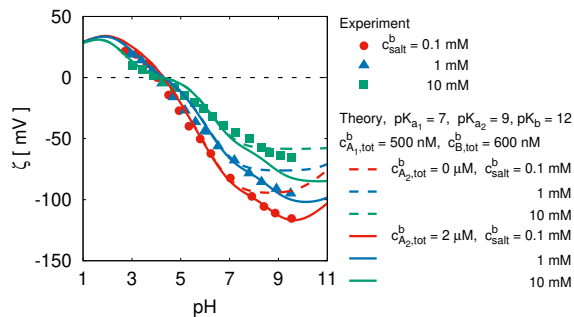 50
0
-50
-100
-150
ζ [ mV ]
1 3 5 7 9 11
pH
Experiment
c^b_salt = 0.1 mM
1 mM
10 mM
Theory, pK_a1 = 7, pK_a2 = 9, pK_b = 12
c^b_A1,tot = 500 nM, c^b_B,tot = 600 nM
c^b_A2,tot = 0 μM, c^b_salt = 0.1 mM
1 mM
10 mM
c^b_A2,tot = 2 μM, c^b_salt = 0.1 mM
1 mM
10 mM